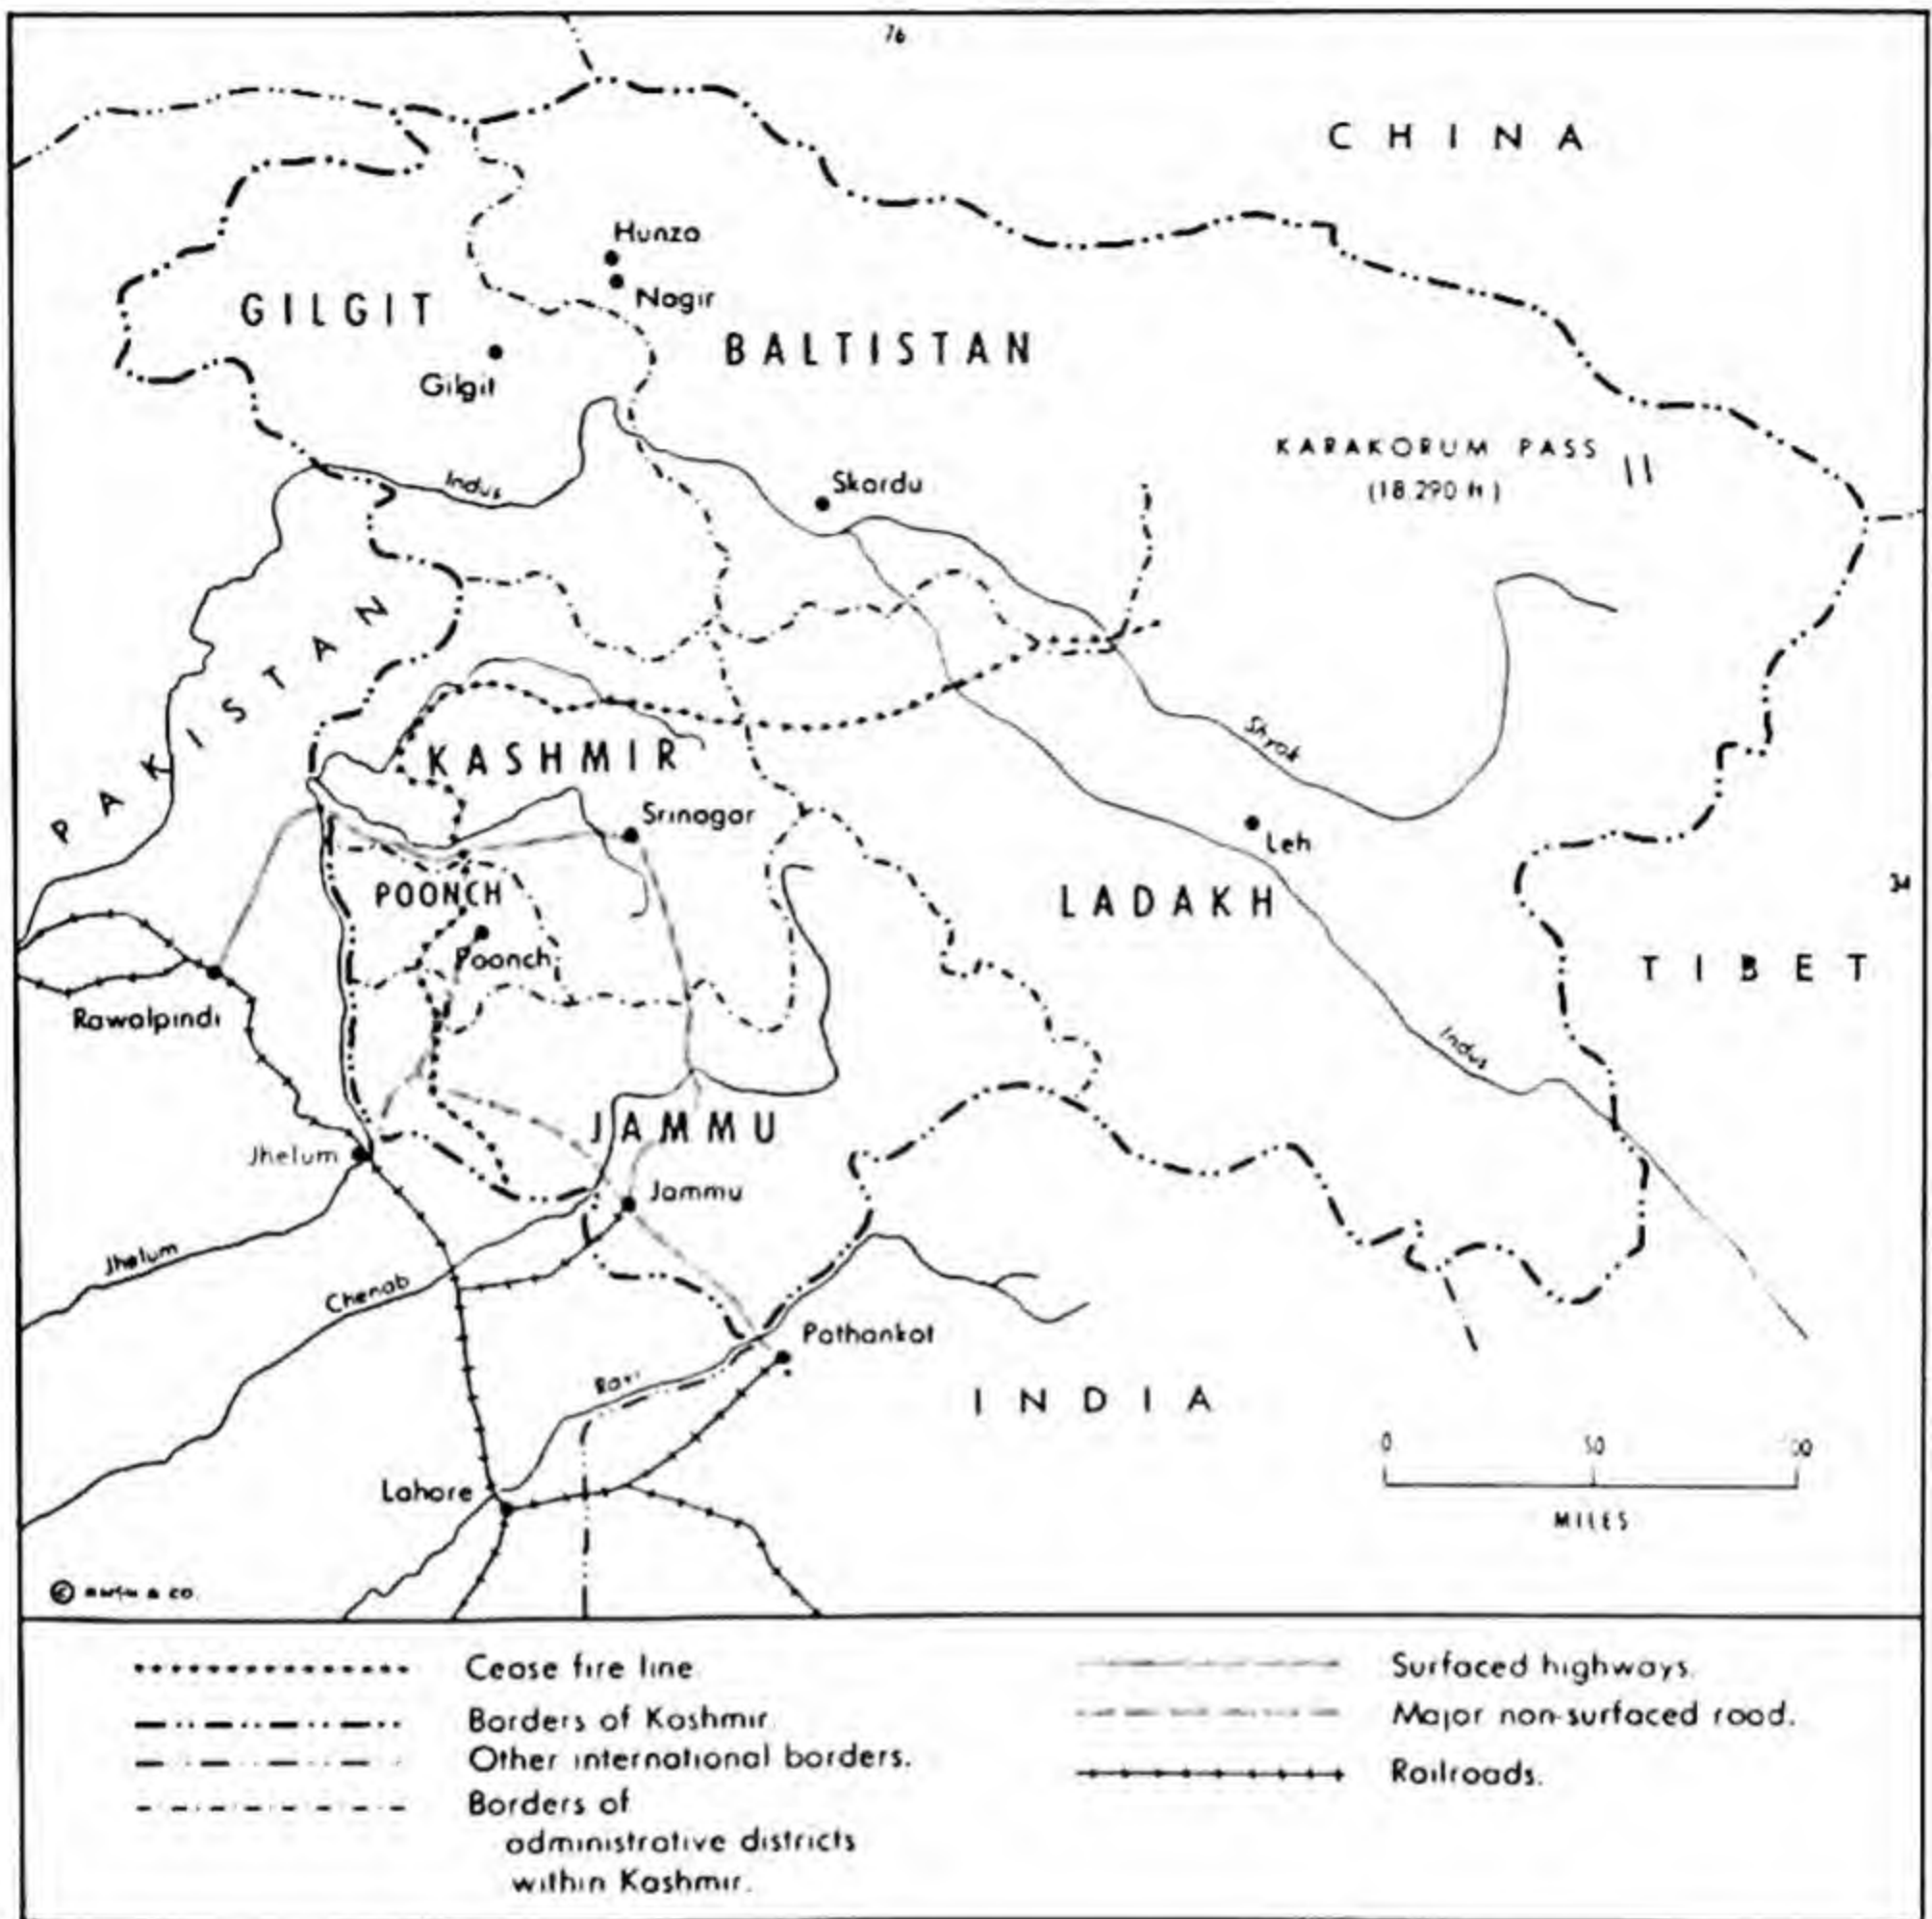 76
CHINA
Hunza
Nagir
GILGIT
Gilgit
BALTISTAN
KARAKORUM PASS
(18.290 ft)
Indus
Skardu
PAKISTAN
KASHMIR
Shyok
Srinagar
Leh
POONCH
LADAKH
34
Poonch
TIBET
Rawalpindi
Indus
JAMMU
Jhelum
Jammu
Jhelum
Chenab
Pathankot
Ravi
INDIA
0 50
Lahore
MILES
© & CO.
Cease fire line
Borders of Kashmir
Other international borders.
Borders of
administrative districts
within Kashmir.
Surfaced highways.
Major non-surfaced road.
Railroads.